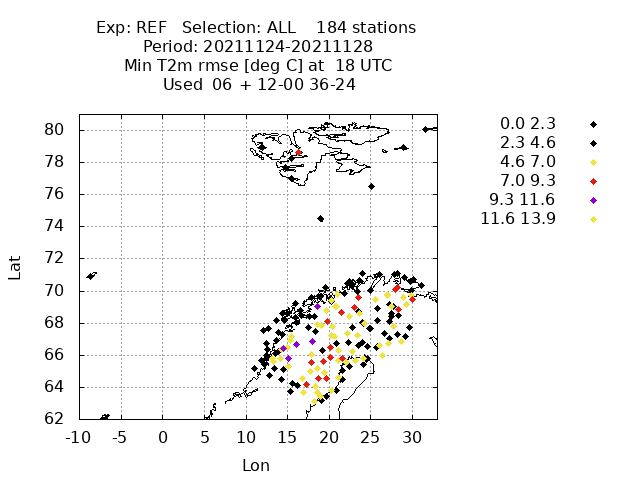 Exp: REF Selection: ALL 184 stations
Period: 20211124-20211128
Min T2m rmse [deg C] at 18 UTC
Used 06 + 12-00 36-24
0.0 2.3
2.3 4.6
4.6 7.0
7.0 9.3
9.3 11.6
11.6 13.9
80
78
76
74
72
70
68
66
64
62
Lat
-10 -5 0 5 10 15 20 25 30
Lon